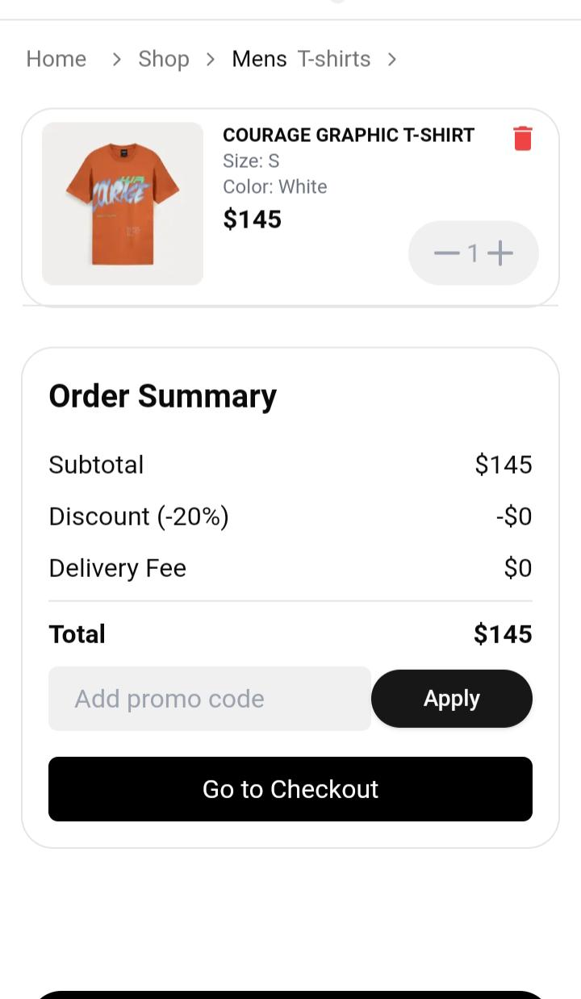 Home > Shop > Mens T-shirts >
COURAGE GRAPHIC T-SHIRT
Size: S
Color: White
$145
1
COURAGE
Order Summary
Subtotal $145
Discount (-20%) -$0
Delivery Fee $0
Total $145
Add promo code Apply
Go to Checkout